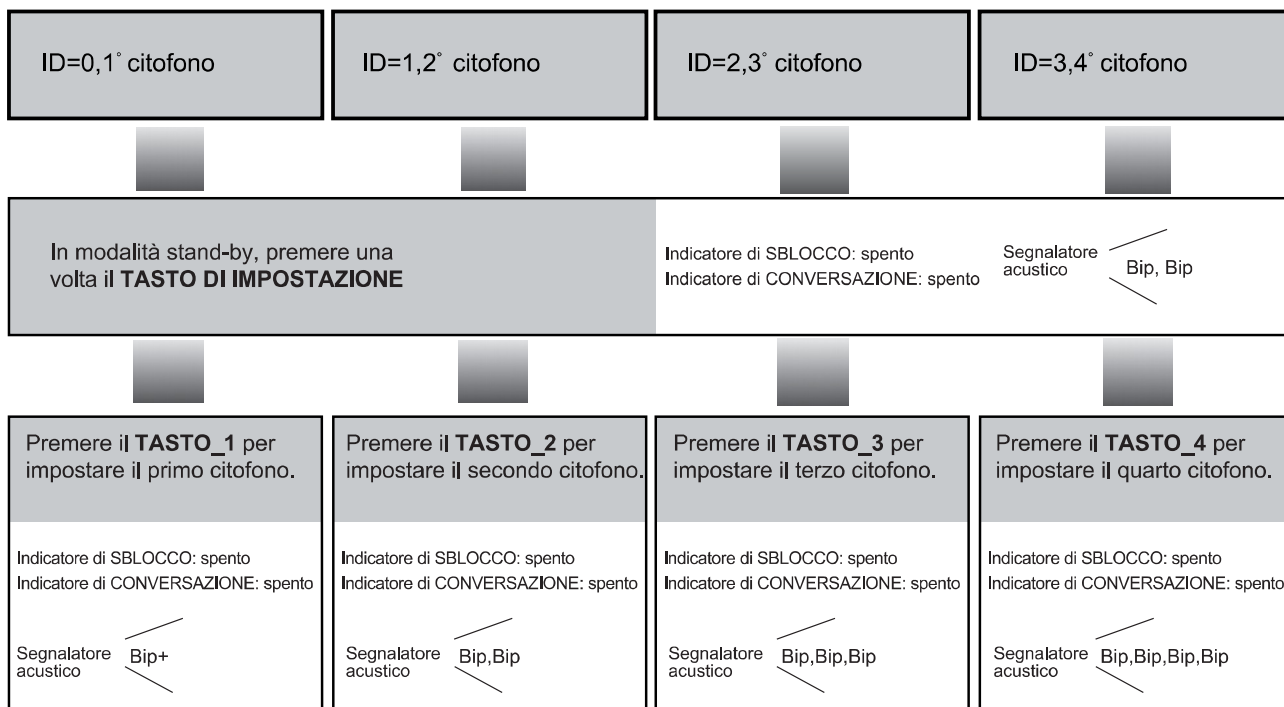 ID=0,1° citofono
ID=1,2° citofono
ID=2,3° citofono
ID=3,4° citofono
In modalità stand-by, premere una
volta il TASTO DI IMPOSTAZIONE
Indicatore di SBLOCCO: spento
Indicatore di CONVERSAZIONE: spento
Segnalatore
acustico
Bip, Bip
Premere il TASTO_1 per
impostare il primo citofono.
Indicatore di SBLOCCO: spento
Indicatore di CONVERSAZIONE: spento
Segnalatore
acustico
Bip+
Premere il TASTO_2 per
impostare il secondo citofono.
Indicatore di SBLOCCO: spento
Indicatore di CONVERSAZIONE: spento
Segnalatore
acustico
Bip,Bip
Premere il TASTO_3 per
impostare il terzo citofono.
Indicatore di SBLOCCO: spento
Indicatore di CONVERSAZIONE: spento
Segnalatore
acustico
Bip,Bip,Bip
Premere il TASTO_4 per
impostare il quarto citofono.
Indicatore di SBLOCCO: spento
Indicatore di CONVERSAZIONE: spento
Segnalatore
acustico
Bip,Bip,Bip,Bip